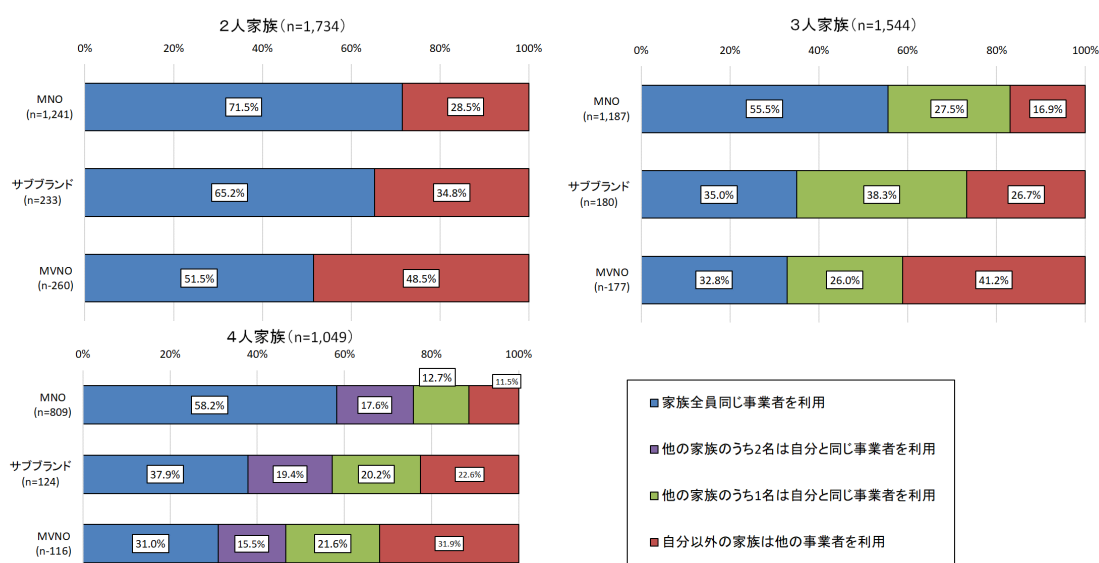 ２人家族（n=1,734）
0% 20% 40% 60% 80% 100%
MNO
(n=1,241)
71.5% 28.5%
サブブランド
(n=233)
65.2% 34.8%
MVNO
(n-260)
51.5% 48.5%
３人家族（n=1,544）
0% 20% 40% 60% 80% 100%
MNO
(n=1,187)
55.5% 27.5% 16.9%
サブブランド
(n=180)
35.0% 38.3% 26.7%
MVNO
(n-177)
32.8% 26.0% 41.2%
４人家族（n=1,049）
0% 20% 40% 60% 80% 100%
MNO
(n=809)
58.2% 17.6% 12.7% 11.5%
サブブランド
(n=124)
37.9% 19.4% 20.2% 22.6%
MVNO
(n-116)
31.0% 15.5% 21.6% 31.9%
家族全員同じ事業者を利用
他の家族のうち2名は自分と同じ事業者を利用
他の家族のうち1名は自分と同じ事業者を利用
自分以外の家族は他の事業者を利用